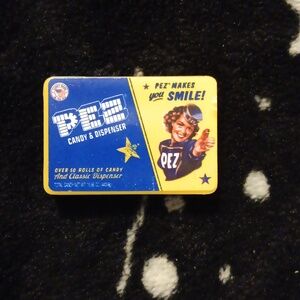 PEZ
CANDY & DISPENSER
PEZ® MAKES
you SMILE!
PEZ
OVER 50 ROLLS OF CANDY
And Classic Dispenser